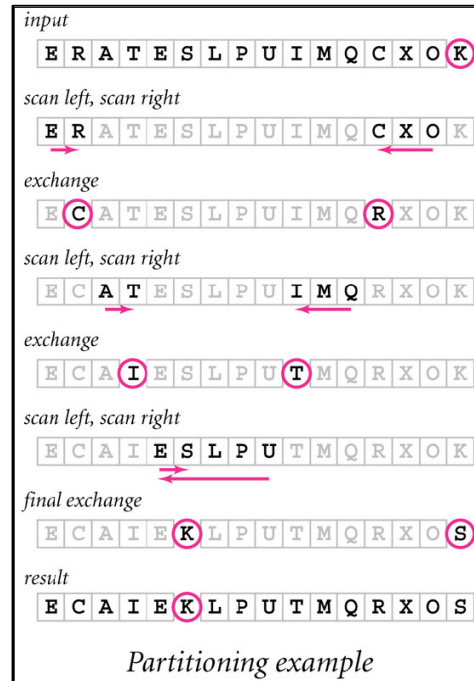 input
E R A T E S L P U I M Q C X O K
scan left, scan right
E R A T E S L P U I M Q C X O K
exchange
E C A T E S L P U I M Q R X O K
scan left, scan right
E C A T E S L P U I M Q R X O K
exchange
E C A I E S L P U T M Q R X O K
scan left, scan right
E C A I E S L P U T M Q R X O K
final exchange
E C A I E K L P U T M Q R X O S
result
E C A I E K L P U T M Q R X O S
Partitioning example